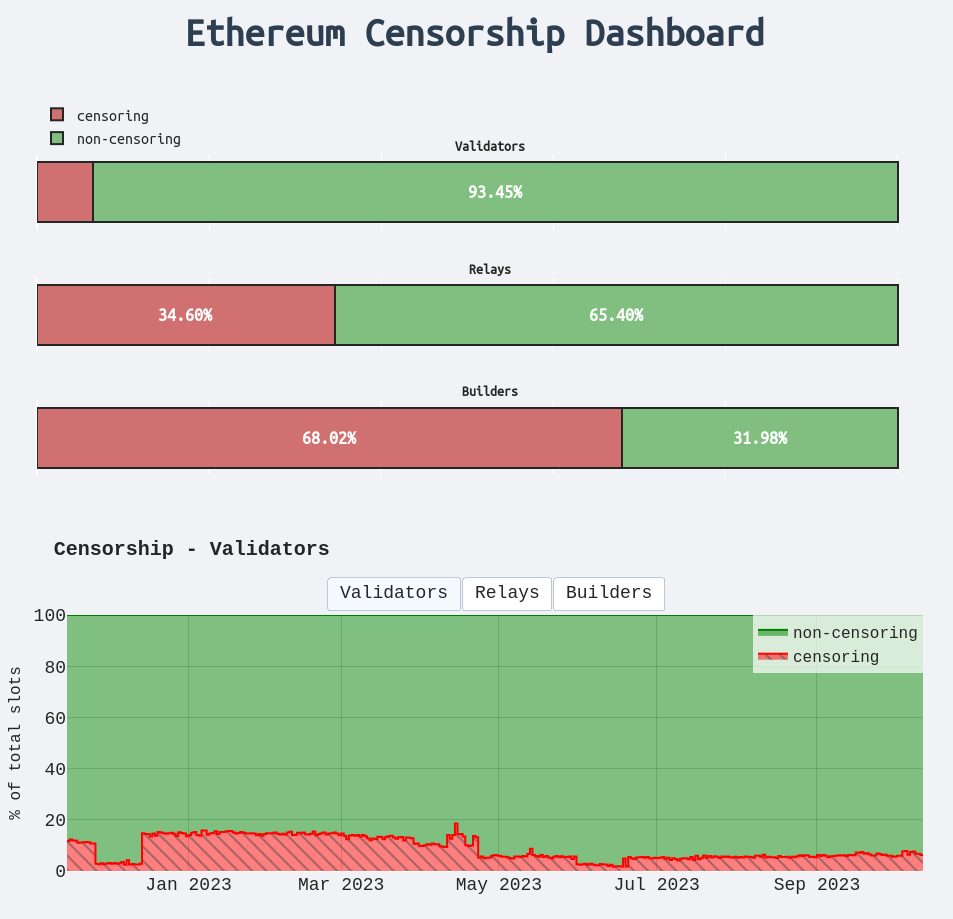 Ethereum Censorship Dashboard
censoring
non-censoring
Validators
93.45%
Relays
34.60% 65.40%
Builders
68.02% 31.98%
Censorship - Validators
Validators Relays Builders
% of total slots
100
80
60
40
20
0
non-censoring
censoring
Jan 2023 Mar 2023 May 2023 Jul 2023 Sep 2023